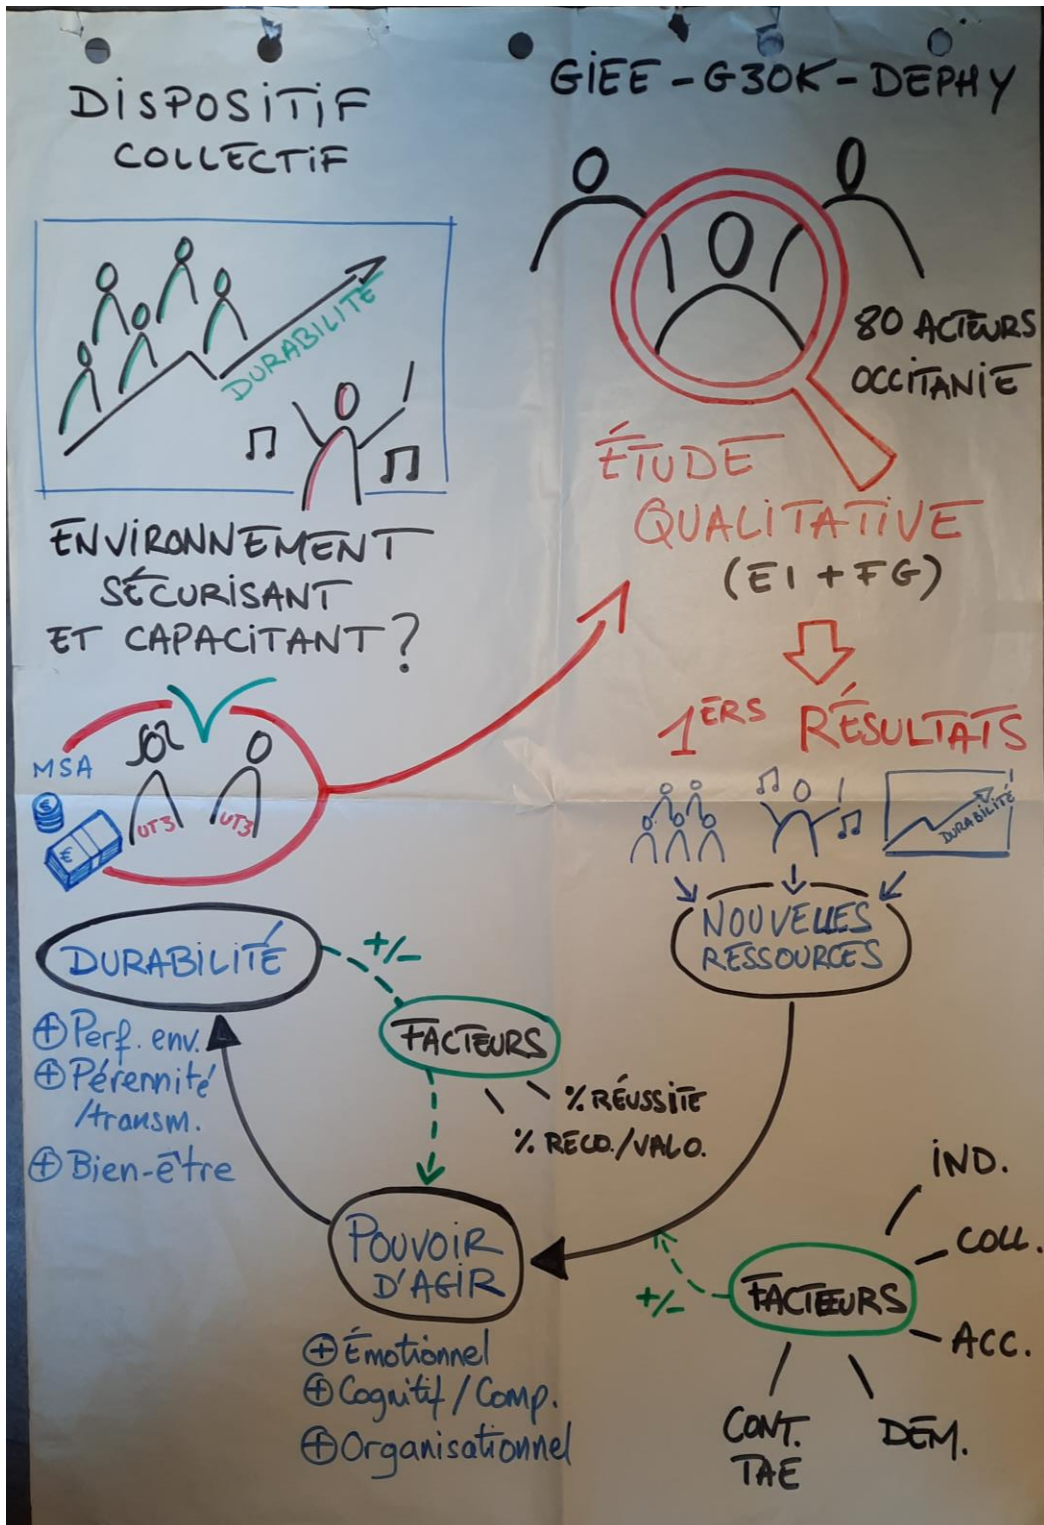 DISPOSITIF
COLLECTIF
DURABILITÉ
ENVIRONNEMENT
SÉCURISANT
ET CAPACITANT ?
MSA
€
€
UT3
UT3
GIEE - G30K - DEPHY
80 ACTEURS
OCCITANIE
ÉTUDE
QUALITATIVE
(EI + FG)
1ERS RÉSULTATS
DURABILITÉ
NOUVELLES
RESSOURCES
DURABILITÉ
+/-
+ Perf. env.
+ Pérennité
/transm.
+ Bien-être
FACTEURS
% RÉUSSITE
% RECO./VALO.
POUVOIR
D'AGIR
+ Émotionnel
+ Cognitif / Comp.
+ Organisationnel
+/-
FACTEURS
IND.
COLL.
ACC.
DEM.
CONT.
TAE